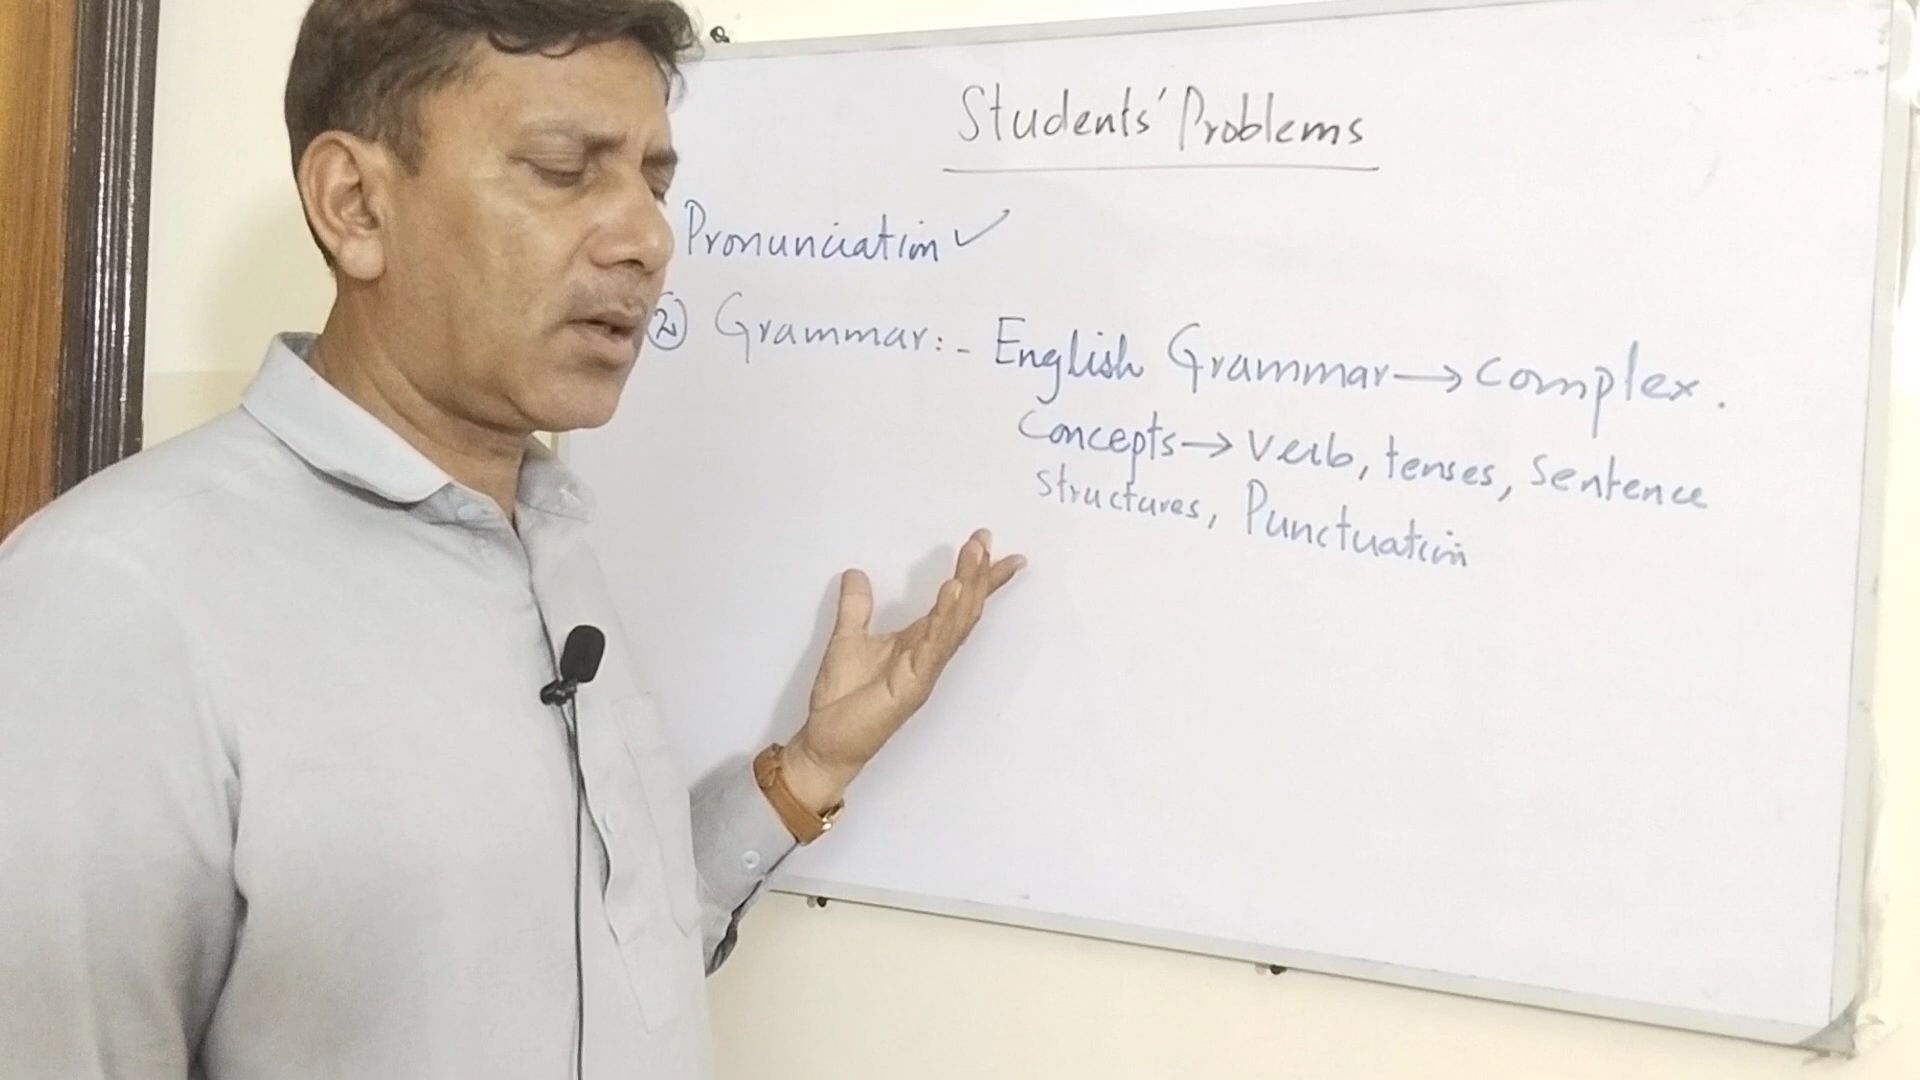 Students' Problems
Pronunciation ✓
② Grammar:- English Grammar → Complex.
Concepts → Verb, tenses, Sentence
structures, Punctuation